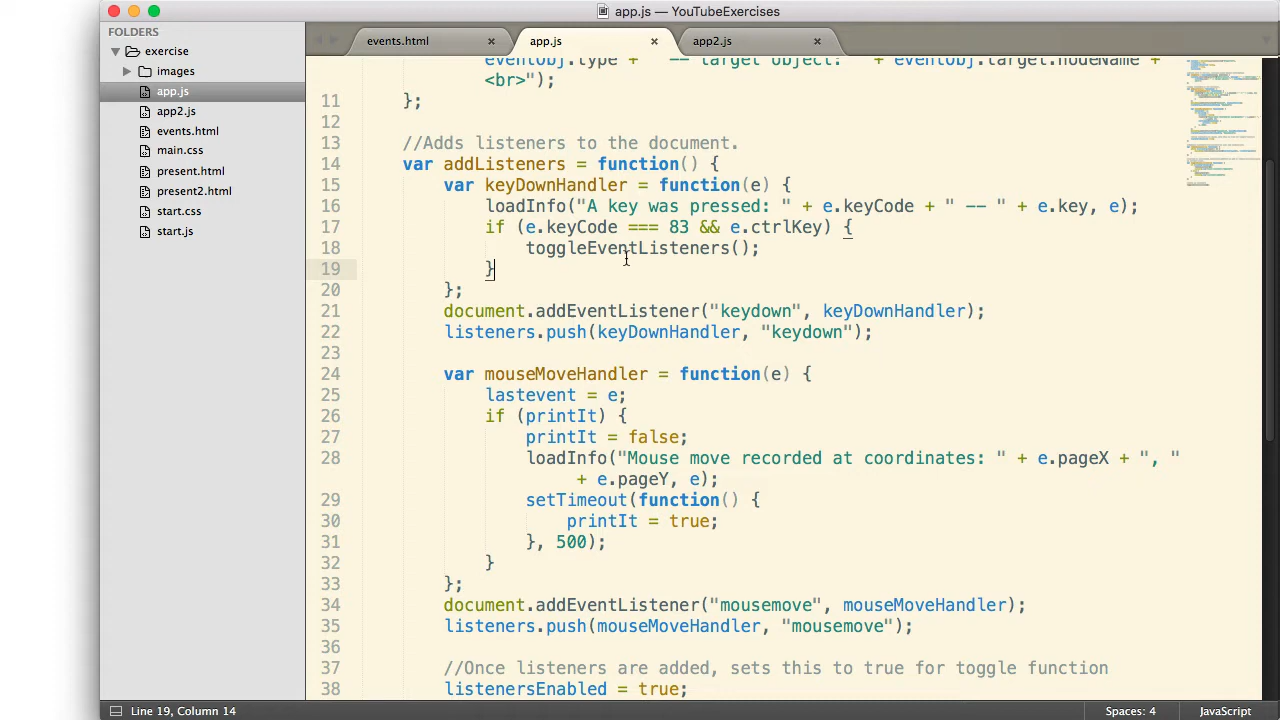 app.js — YouTubeExercises
FOLDERS
exercise
images
app.js
app2.js
events.html
main.css
present.html
present2.html
start.css
start.js
events.html ×
app.js ×
app2.js ×
eventobj.type + " -- target object: " + eventobj.target.nodeName + "
<br>");
11 };
12
13 //Adds listeners to the document.
14 var addListeners = function() {
15 var keyDownHandler = function(e) {
16 loadInfo("A key was pressed: " + e.keyCode + " -- " + e.key, e);
17 if (e.keyCode === 83 && e.ctrlKey) {
18 toggleEventListeners();
19 }
20 };
21 document.addEventListener("keydown", keyDownHandler);
22 listeners.push(keyDownHandler, "keydown");
23
24 var mouseMoveHandler = function(e) {
25 lastevent = e;
26 if (printIt) {
27 printIt = false;
28 loadInfo("Mouse move recorded at coordinates: " + e.pageX + ", "
+ e.pageY, e);
29 setTimeout(function() {
30 printIt = true;
31 }, 500);
32 }
33 };
34 document.addEventListener("mousemove", mouseMoveHandler);
35 listeners.push(mouseMoveHandler, "mousemove");
36
37 //Once listeners are added, sets this to true for toggle function
38 listenersEnabled = true;
Line 19, Column 14
Spaces: 4
JavaScript